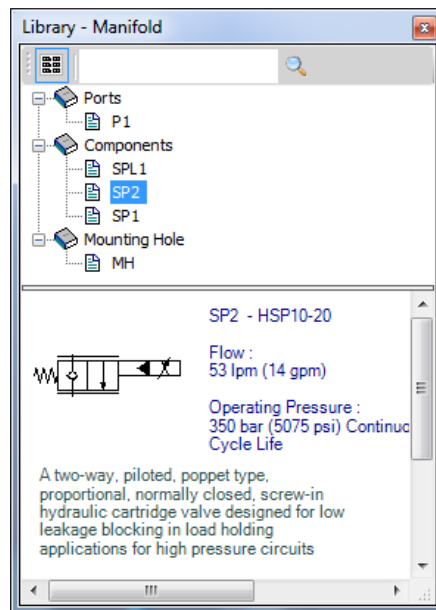 Library - Manifold
Ports
P1
Components
SPL1
SP2
SP1
Mounting Hole
MH
SP2 - HSP10-20
Flow :
53 lpm (14 gpm)
Operating Pressure :
350 bar (5075 psi) Continuo
Cycle Life
A two-way, piloted, poppet type,
proportional, normally closed, screw-in
hydraulic cartridge valve designed for low
leakage blocking in load holding
applications for high pressure circuits